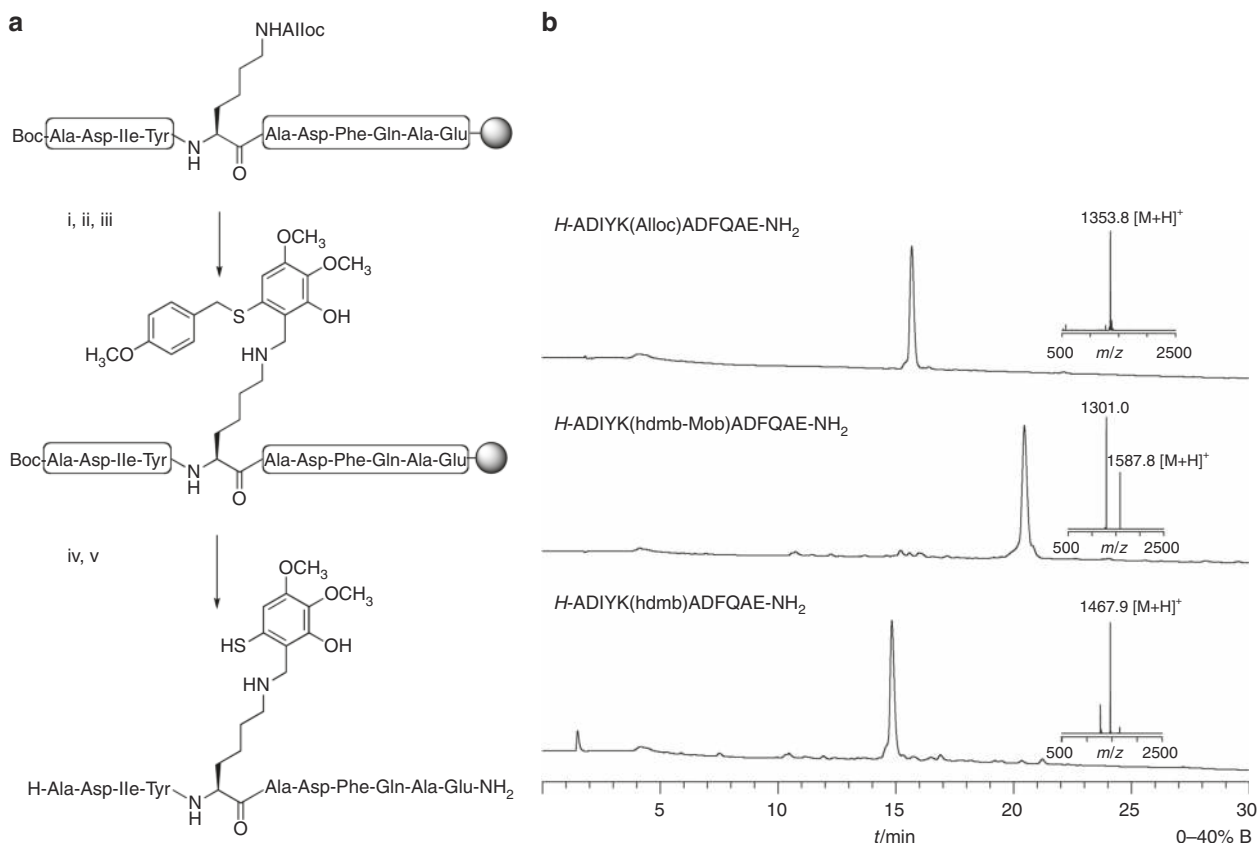 a
NHAlloc
Boc-Ala-Asp-Ile-Tyr N H O Ala-Asp-Phe-Gln-Ala-Glu
i, ii, iii
OCH3
OCH3
S OH
H3CO
HN
Boc-Ala-Asp-Ile-Tyr N H O Ala-Asp-Phe-Gln-Ala-Glu
iv, v
OCH3
OCH3
HS OH
HN
H-Ala-Asp-Ile-Tyr N H O Ala-Asp-Phe-Gln-Ala-Glu-NH2
b
H-ADIYK(Alloc)ADFQAE-NH2
1353.8 [M+H]+
500 m/z 2500
H-ADIYK(hdmb-Mob)ADFQAE-NH2
1301.0
1587.8 [M+H]+
500 m/z 2500
H-ADIYK(hdmb)ADFQAE-NH2
1467.9 [M+H]+
500 m/z 2500
5 10 15 20 25 30
t/min 0–40% B